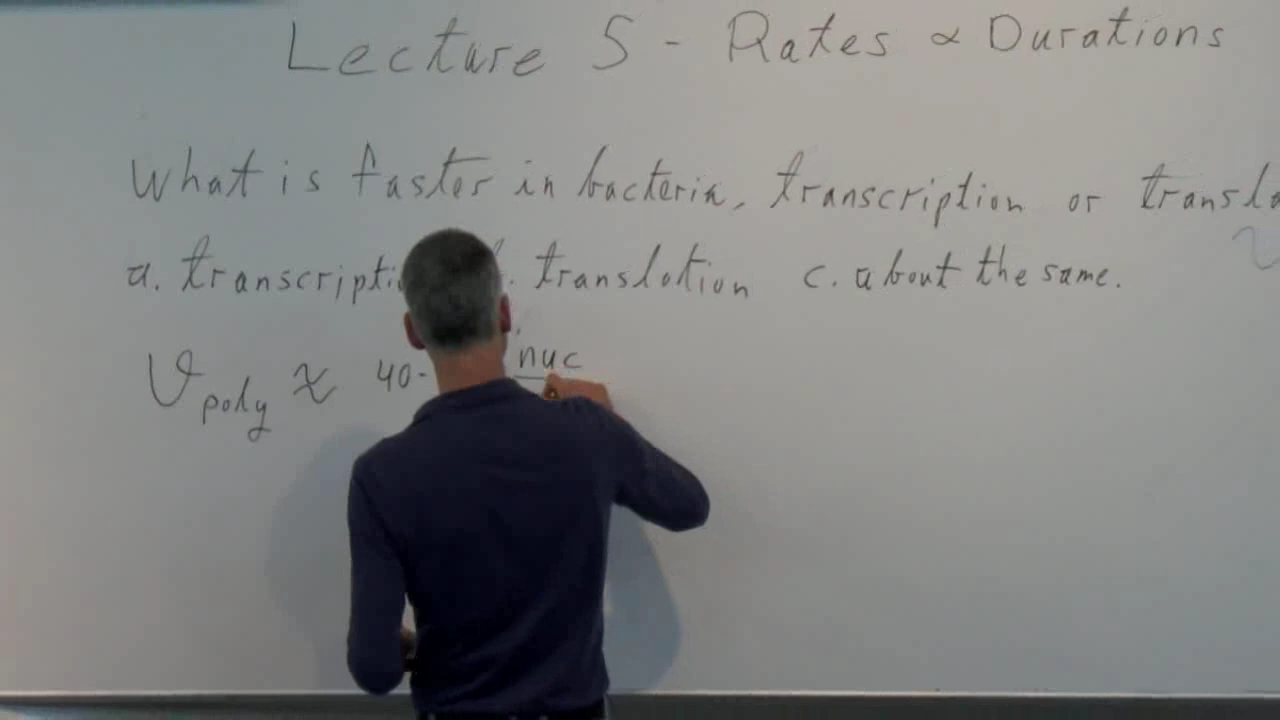 Lecture 5 - Rates & Durations
What is faster in bacteria, transcription or transla
a. transcripti . translation c. about the same.
V poly ≈ 40- nuc